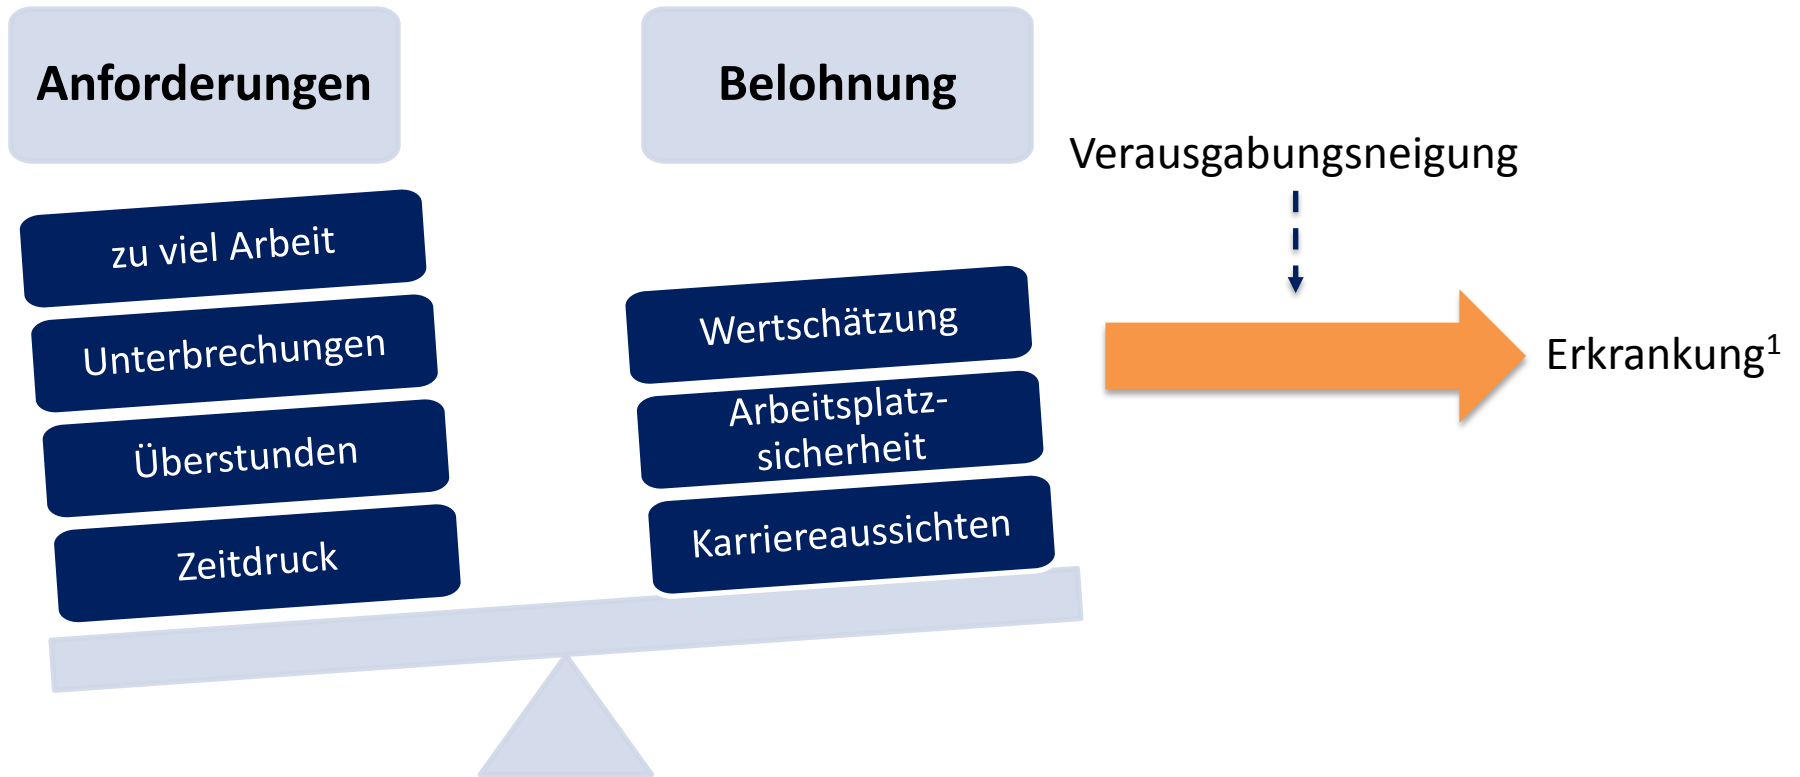 Anforderungen
zu viel Arbeit
Unterbrechungen
Überstunden
Zeitdruck
Belohnung
Wertschätzung
Arbeitsplatz-
sicherheit
Karriereaussichten
Verausgabungsneigung
Erkrankung¹